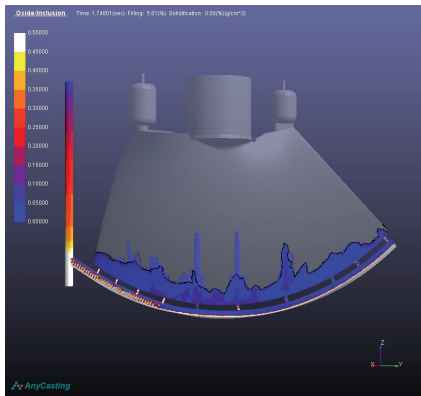 Oxide/Inclusion Time: 1.74801(sec) Filling: 5.01(%) Solidification: 0.00(%)(g/cm^3)
0.50000
0.45000
0.40000
0.35000
0.30000
0.25000
0.20000
0.15000
0.10000
0.05000
0.00000
Z
X Y
AnyCasting